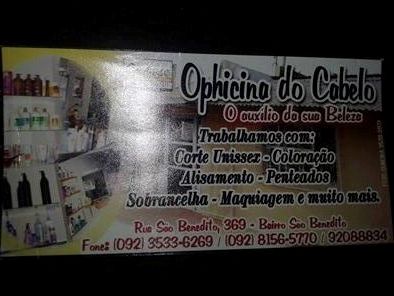 Ophicina do Cabelo
O auxílio da sua Beleza
Trabalhamos com:
Corte Unissex - Coloração
Alisamento - Penteados
Sobrancelha - Maquiagem e muito mais.
Rua São Benedito, 369 - Bairro São Benedito
Fones: (092) 3533-6269 / (092) 8156-5770 / 92088834